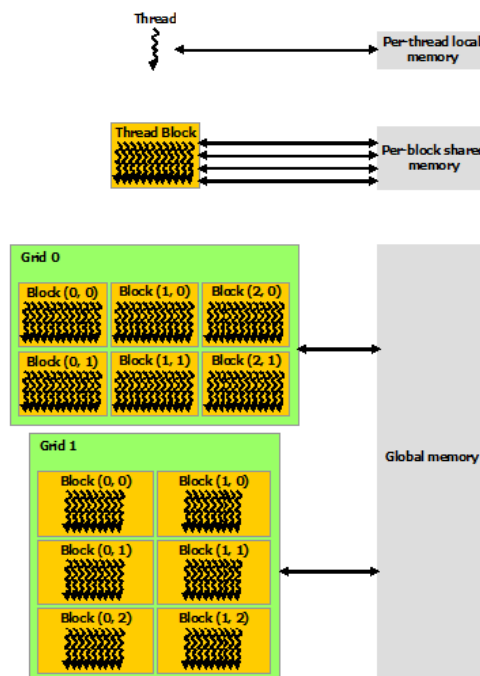 Thread
Per-thread local
memory
Thread Block
Per-block shared
memory
Grid 0
Block (0, 0) Block (1, 0) Block (2, 0)
Block (0, 1) Block (1, 1) Block (2, 1)
Grid 1
Global memory
Block (0, 0) Block (1, 0)
Block (0, 1) Block (1, 1)
Block (0, 2) Block (1, 2)